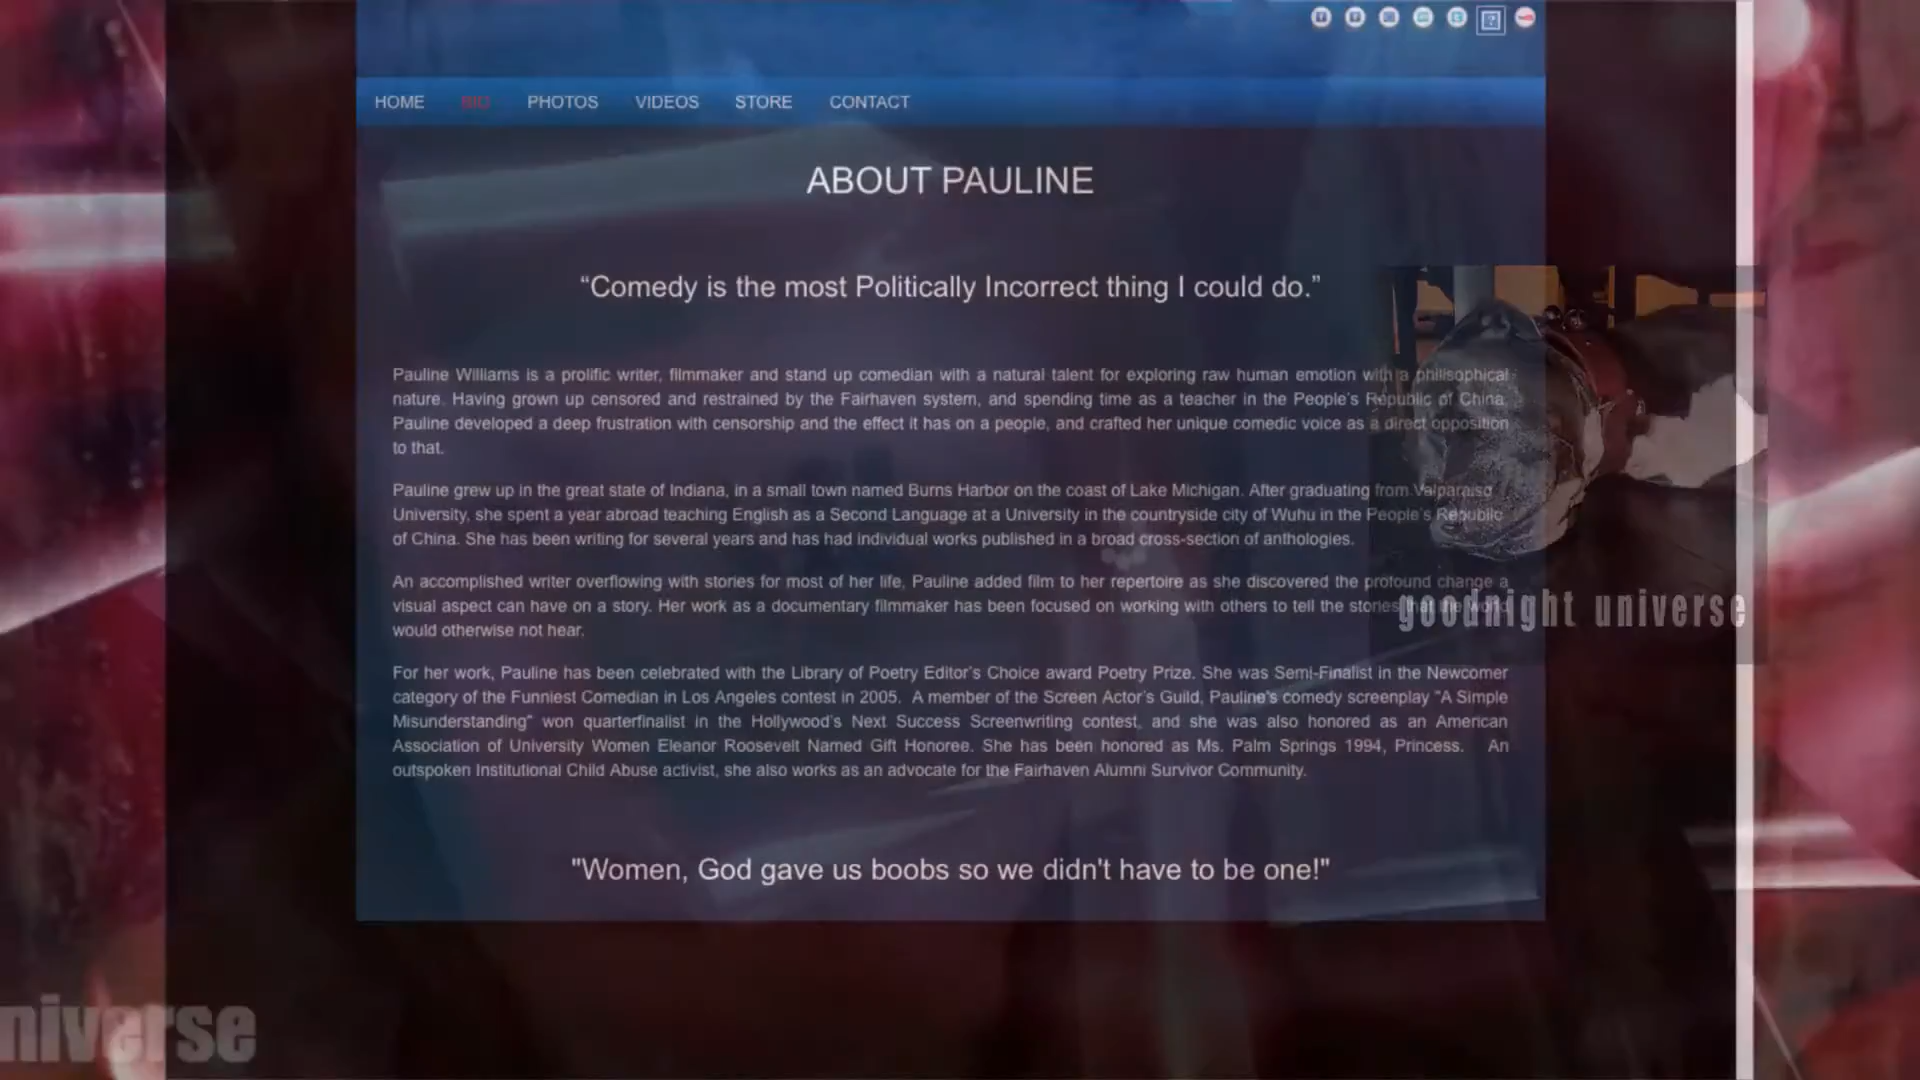 HOME BIO PHOTOS VIDEOS STORE CONTACT
ABOUT PAULINE
“Comedy is the most Politically Incorrect thing I could do.”
Pauline Williams is a prolific writer, filmmaker and stand up comedian with a natural talent for exploring raw human emotion with a philisophical
nature. Having grown up censored and restrained by the Fairhaven system, and spending time as a teacher in the People's Republic of China,
Pauline developed a deep frustration with censorship and the effect it has on a people, and crafted her unique comedic voice as a direct opposition
to that.
Pauline grew up in the great state of Indiana, in a small town named Burns Harbor on the coast of Lake Michigan. After graduating from Valparaiso
University, she spent a year abroad teaching English as a Second Language at a University in the countryside city of Wuhu in the People's Republic
of China. She has been writing for several years and has had individual works published in a broad cross-section of anthologies.
An accomplished writer overflowing with stories for most of her life, Pauline added film to her repertoire as she discovered the profound change a
visual aspect can have on a story. Her work as a documentary filmmaker has been focused on working with others to tell the stories that the world
would otherwise not hear.
goodnight universe
For her work, Pauline has been celebrated with the Library of Poetry Editor's Choice award Poetry Prize. She was Semi-Finalist in the Newcomer
category of the Funniest Comedian in Los Angeles contest in 2005. A member of the Screen Actor's Guild, Pauline's comedy screenplay "A Simple
Misunderstanding" won quarterfinalist in the Hollywood's Next Success Screenwriting contest, and she was also honored as an American
Association of University Women Eleanor Roosevelt Named Gift Honoree. She has been honored as Ms. Palm Springs 1994, Princess. An
outspoken Institutional Child Abuse activist, she also works as an advocate for the Fairhaven Alumni Survivor Community.
"Women, God gave us boobs so we didn't have to be one!"
niverse